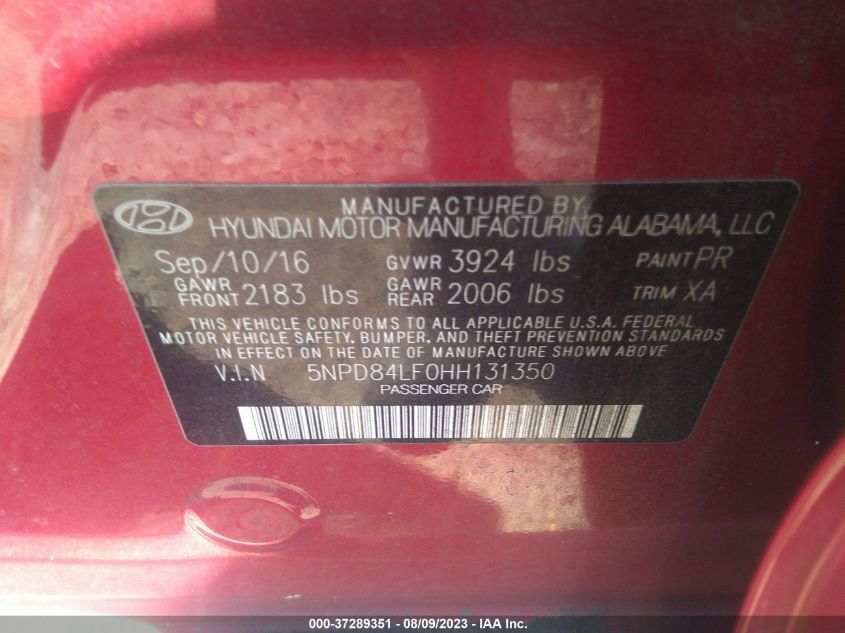 MANUFACTURED BY
HYUNDAI MOTOR MANUFACTURING ALABAMA, LLC
Sep/10/16 GVWR 3924 lbs PAINT PR
GAWR FRONT 2183 lbs GAWR REAR 2006 lbs TRIM XA
THIS VEHICLE CONFORMS TO ALL APPLICABLE U.S.A. FEDERAL
MOTOR VEHICLE SAFETY, BUMPER, AND THEFT PREVENTION STANDARDS
IN EFFECT ON THE DATE OF MANUFACTURE SHOWN ABOVE
V.I.N 5NPD84LF0HH131350
PASSENGER CAR
000-37289351 - 08/09/2023 - IAA Inc.